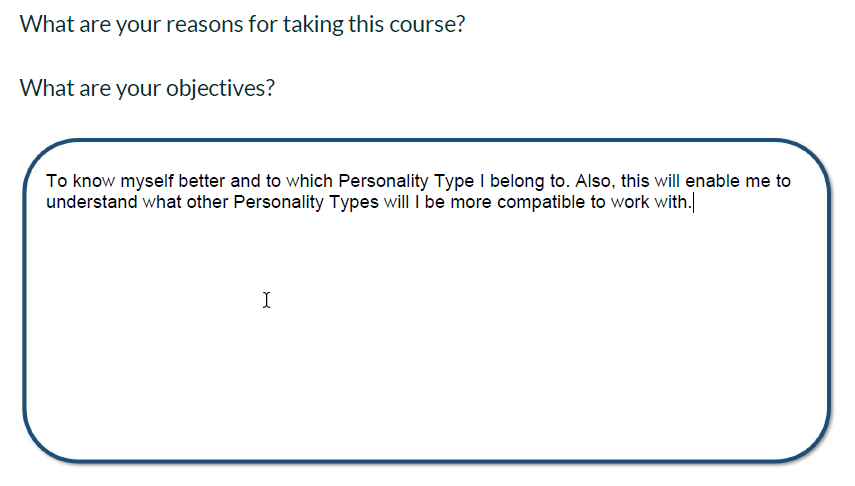 What are your reasons for taking this course?
What are your objectives?
To know myself better and to which Personality Type I belong to. Also, this will enable me to
understand what other Personality Types will I be more compatible to work with.